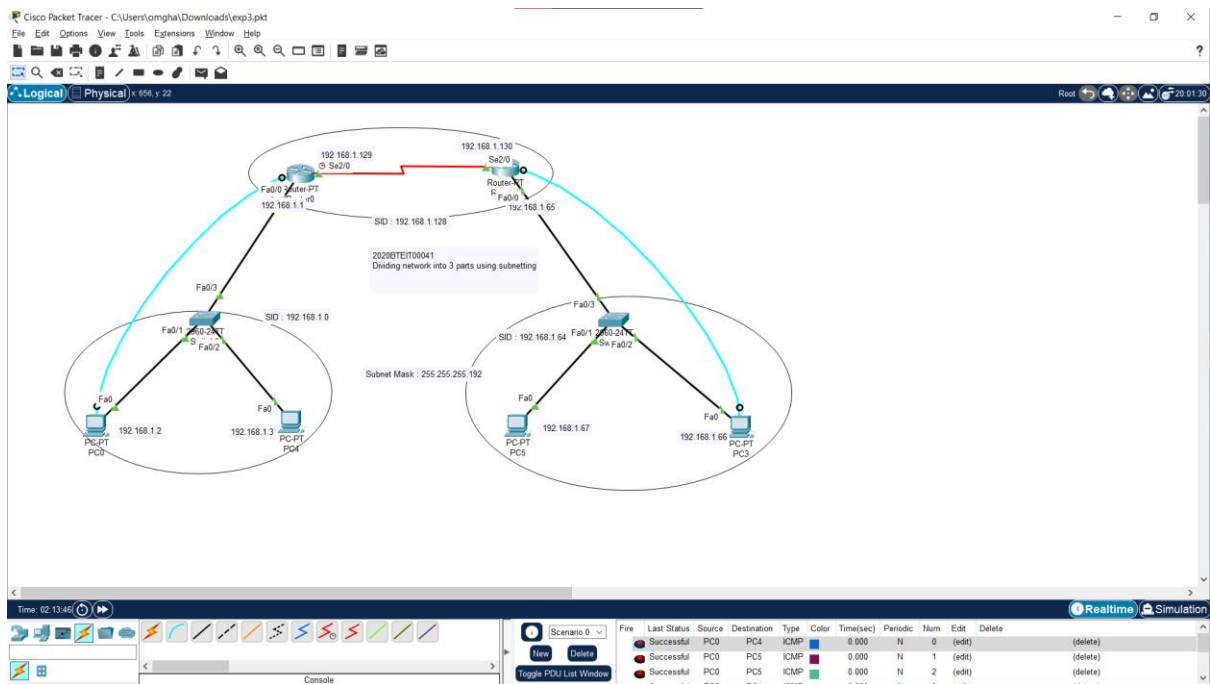 Cisco Packet Tracer - C:\Users\omgha\Downloads\exp3.pkt
File Edit Options View Tools Extensions Window Help
?
Logical Physical x: 656, y: 22
Root 20:01:30
192.168.1.129
192.168.1.130
Se2/0
Se2/0
Router-PT
Fa0/0
192.168.1.1
Fa0/0
192.168.1.65
SID : 192.168.1.128
2020BTEIT00041
Dividing network into 3 parts using subnetting
Fa0/3
Fa0/3
SID : 192.168.1.0
Fa0/1 2960-24TT
Fa0/2
SID : 192.168.1.64
Fa0/1 2960-24TT
Fa0/2
Subnet Mask : 255.255.255.192
Fa0
Fa0
Fa0
Fa0
192.168.1.2
192.168.1.3
192.168.1.67
192.168.1.66
PC-PT
PC0
PC-PT
PC4
PC-PT
PC5
PC-PT
PC3
Time: 02:13:46
Realtime Simulation
Scenario 0
New Delete
Toggle PDU List Window
Console
Fire Last Status Source Destination Type Color Time(sec) Periodic Num Edit Delete
Successful PC0 PC4 ICMP 0.000 N 0 (edit) (delete)
Successful PC0 PC5 ICMP 0.000 N 1 (edit) (delete)
Successful PC0 PC5 ICMP 0.000 N 2 (edit) (delete)